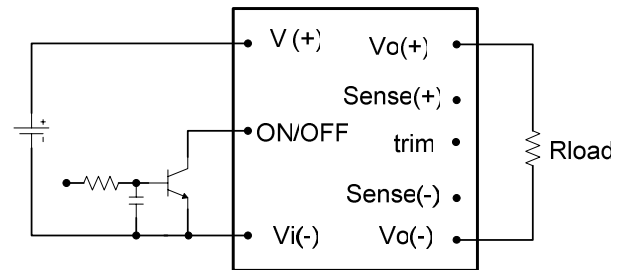 V (+)
Vo(+)
Sense(+)
ON/OFF
trim
Rload
Sense(-)
Vi(-)
Vo(-)
+
-